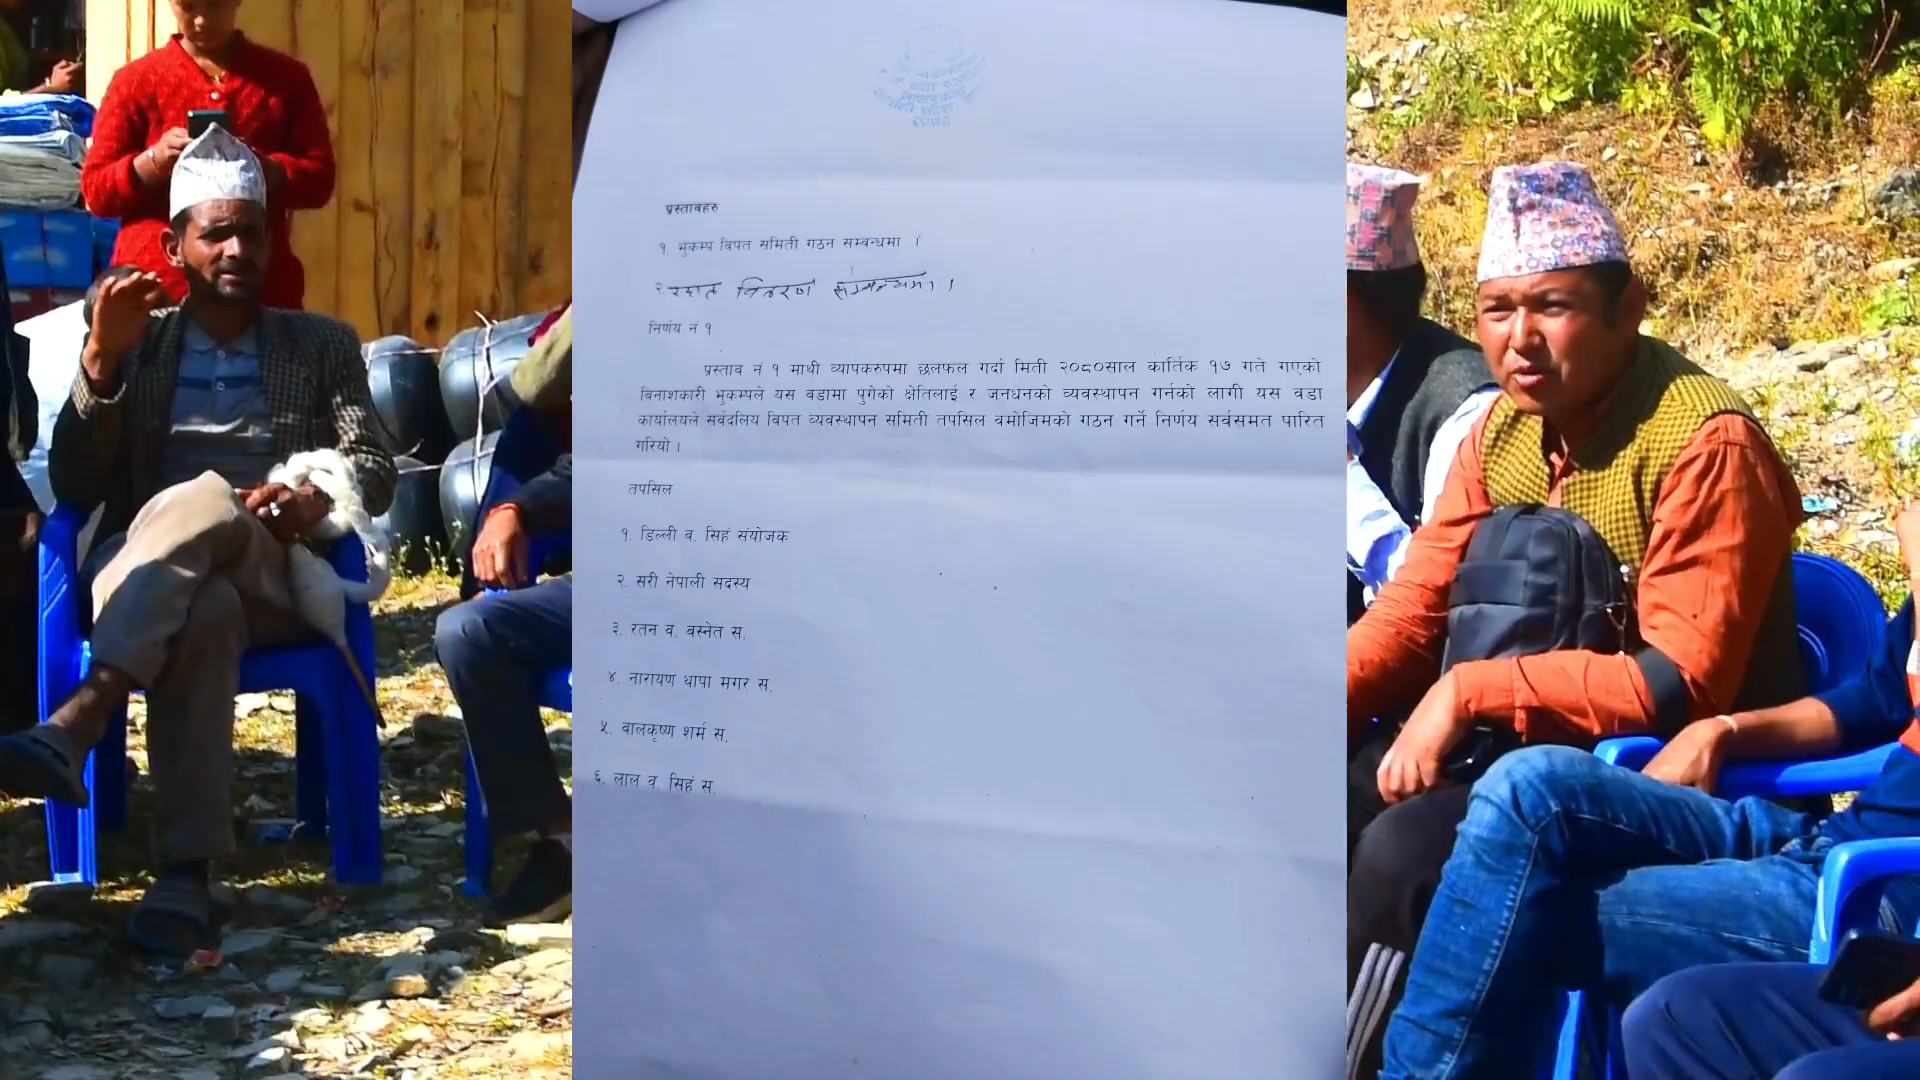 प्रस्तावहरु
१. भुकम्प विपत समिती गठन सम्वन्धमा ।
२. राहात वितरण सम्बन्धमा ।
निर्णय नं १
प्रस्ताव नं १ माथी व्यापकरुपमा छलफल गर्दा मिती २०८०साल कार्तिक १७ गते गएको
विनाशकारी भुकम्पले यस वडामा पुगेको क्षेतिलाई र जनधनको व्यवस्थापन गर्नको लागी यस वडा
कार्यालयले सर्वदलिय विपत व्यवस्थापन समिती तपसिल वमोजिमको गठन गर्ने निर्णय सर्वसमत पारित
गरियो ।
तपसिल
१. डिल्ली व. सिहं संयोजक
२. सरी नेपाली सदस्य
३. रतन व. वस्नेत स.
४. नारायण थापा मगर स.
५. वालकृष्ण शर्म स.
६. लाल व. सिहं स.